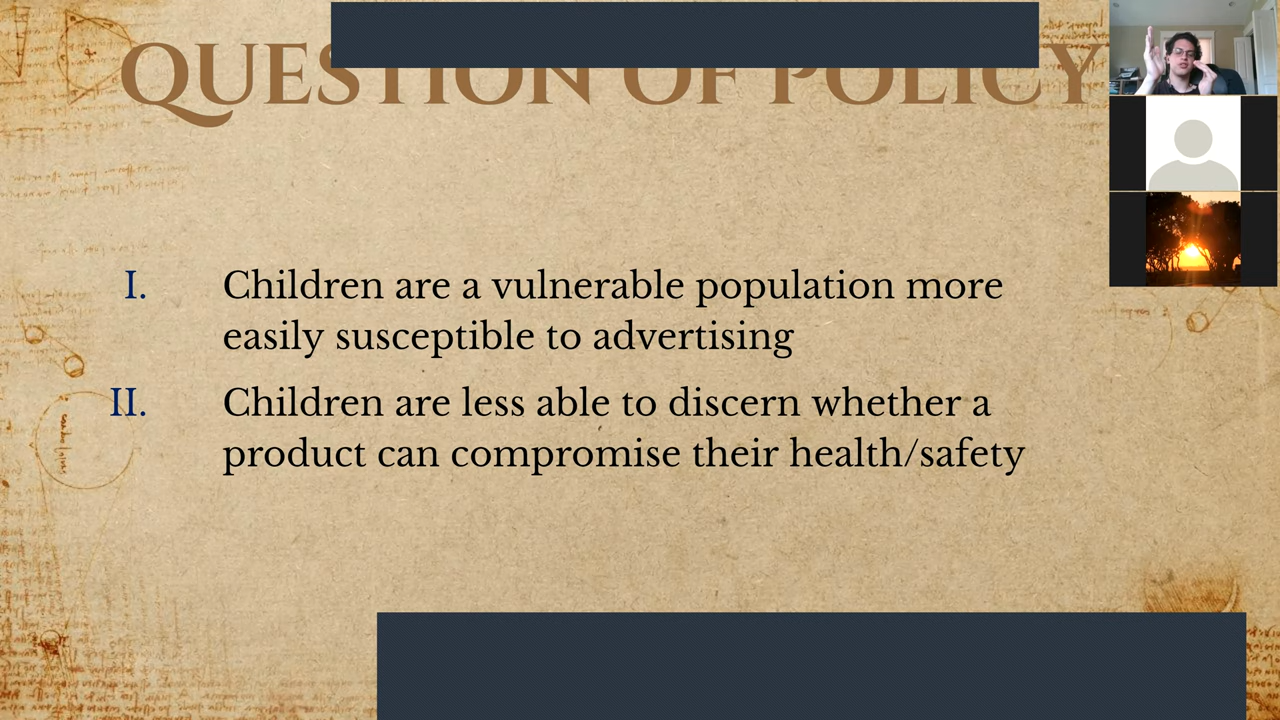 QUESTION OF POLICY
I. Children are a vulnerable population more
easily susceptible to advertising
II. Children are less able to discern whether a
product can compromise their health/safety